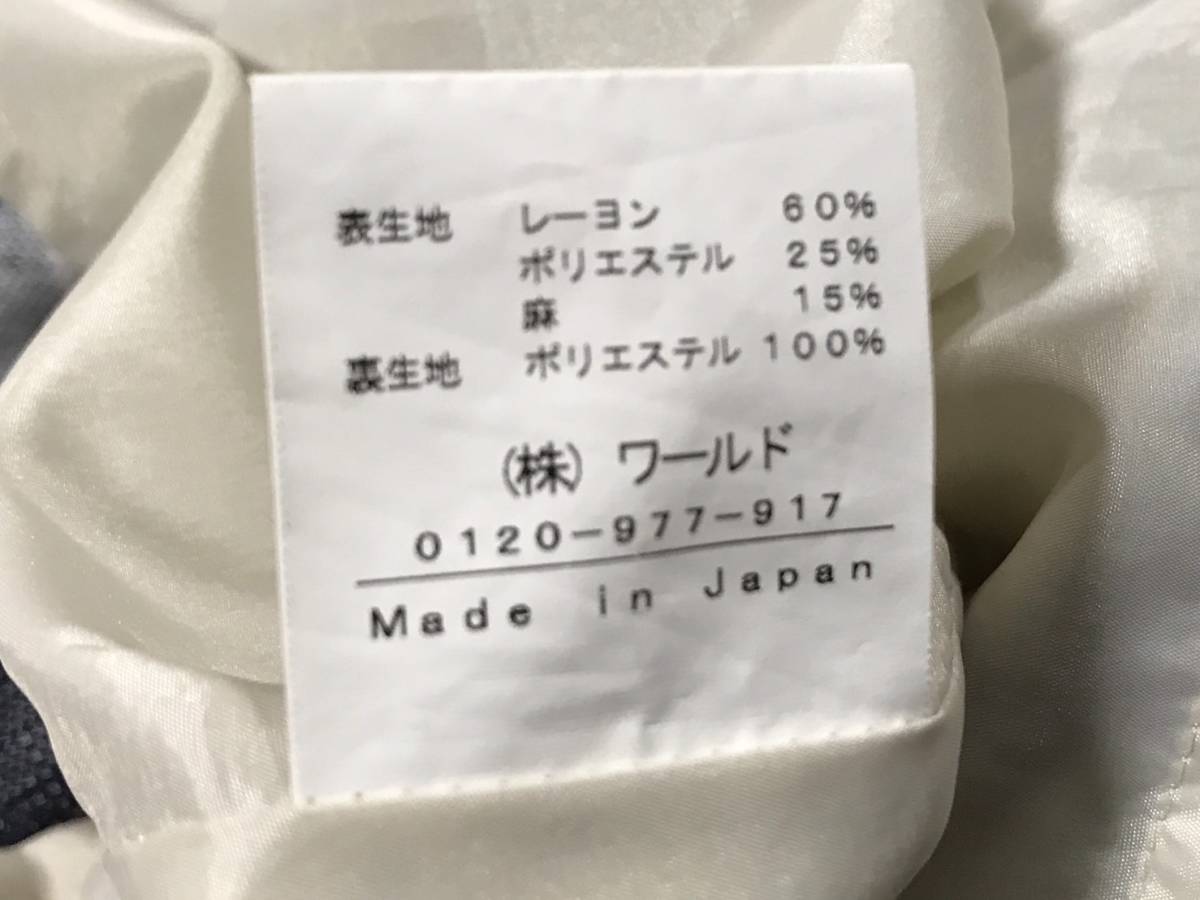 表生地 レーヨン 60%
ポリエステル 25%
麻 15%
裏生地 ポリエステル 100%
(株) ワールド
0120-977-917
Made in Japan